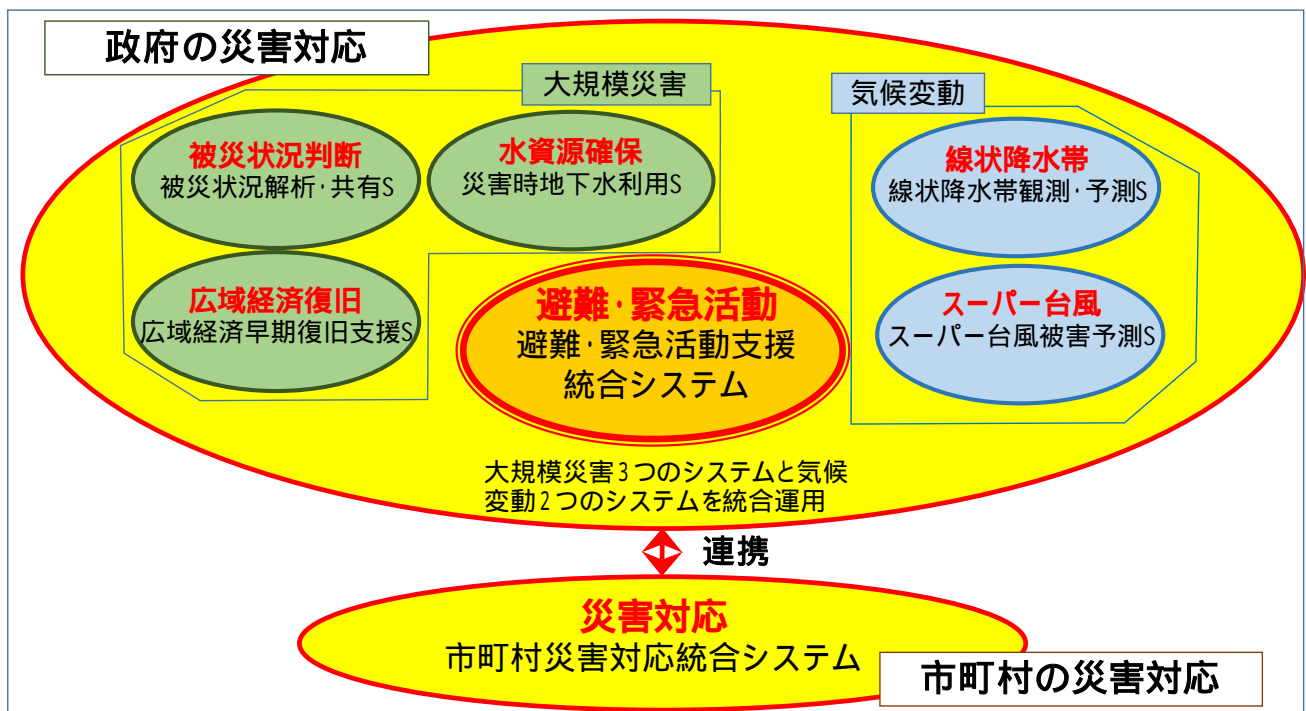 政府の災害対応
大規模災害
気候変動
被災状況判断
被災状況解析・共有S
水資源確保
災害時地下水利用S
線状降水帯
線状降水帯観測・予測S
広域経済復旧
広域経済早期復旧支援S
避難・緊急活動
避難・緊急活動支援
統合システム
スーパー台風
スーパー台風被害予測S
大規模災害3つのシステムと気候
変動2つのシステムを統合運用
連携
災害対応
市町村災害対応統合システム
市町村の災害対応